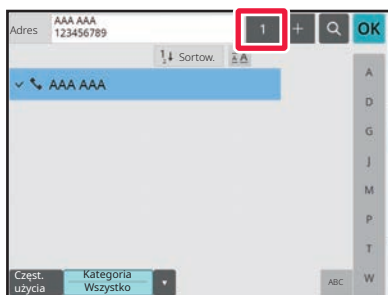 Adres AAA AAA
123456789
1 + OK
Sortow.
AAA AAA
A
D
G
J
M
P
T
W
Częst. użycia
Kategoria
Wszystko
ABC